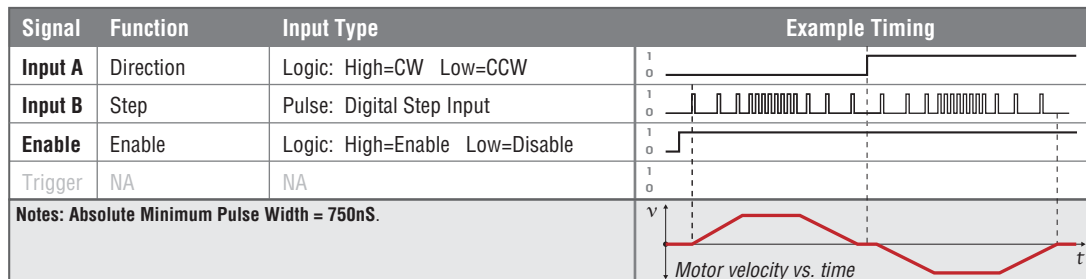 Signal Function Input Type Example Timing
Input A Direction Logic: High=CW Low=CCW 1
0
Input B Step Pulse: Digital Step Input 1
0
Enable Enable Logic: High=Enable Low=Disable 1
0
Trigger NA NA 1
0
Notes: Absolute Minimum Pulse Width = 750nS.
v
t
Motor velocity vs. time